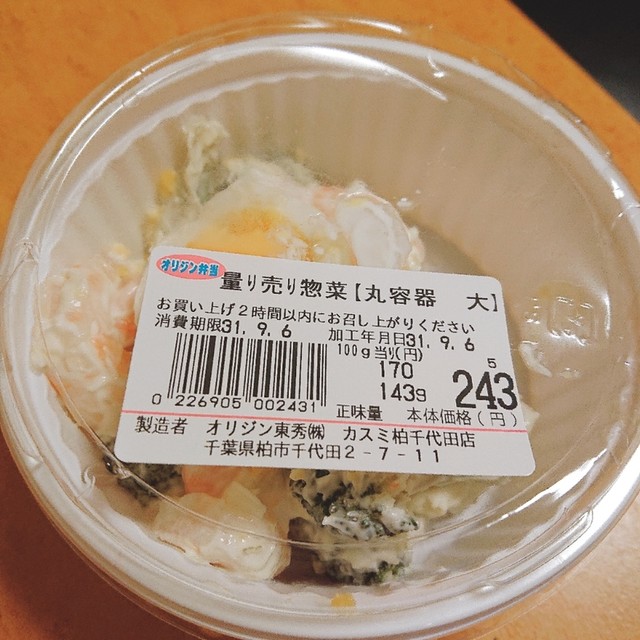 オリジン弁当
量り売り惣菜【丸容器 大】
お買い上げ2時間以内にお召し上がりください
消費期限31.9.6 加工年月日31.9.6
100g当り(円)
170
5
143g 243
0 226905 002431
正味量 本体価格(円)
製造者 オリジン東秀㈱ カスミ柏千代田店
千葉県柏市千代田2-7-11